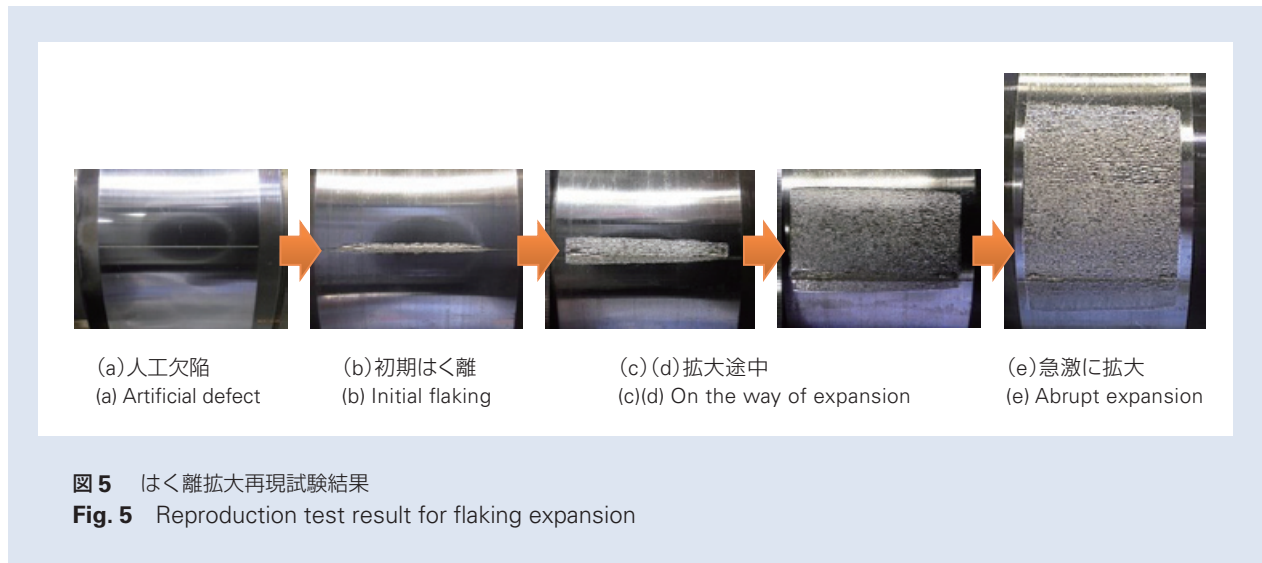 (a)人工欠陥
(a) Artificial defect
(b)初期はく離
(b) Initial flaking
(c)(d)拡大途中
(c)(d) On the way of expansion
(e)急激に拡大
(e) Abrupt expansion
図5 はく離拡大再現試験結果
Fig. 5 Reproduction test result for flaking expansion